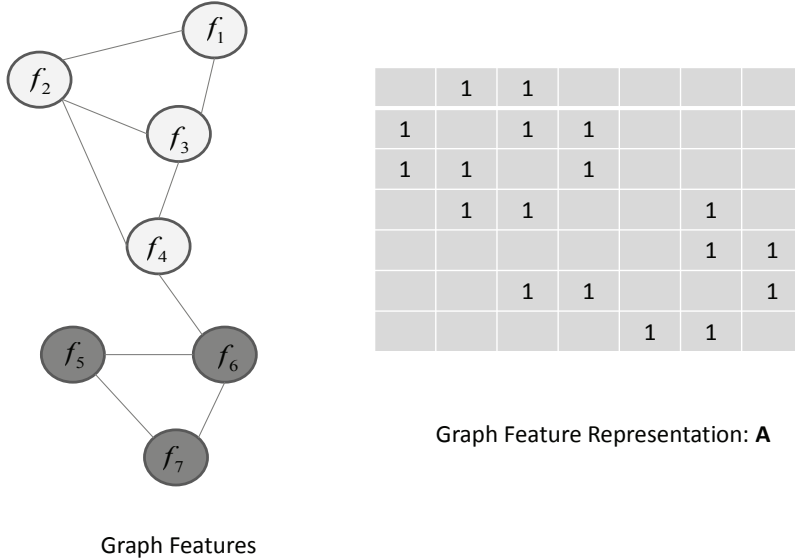 f1
f2
f3
f4
f5
f6
f7
1 1
1 1 1
1 1 1
1 1 1
1 1
1 1 1
1 1
Graph Feature Representation: A
Graph Features